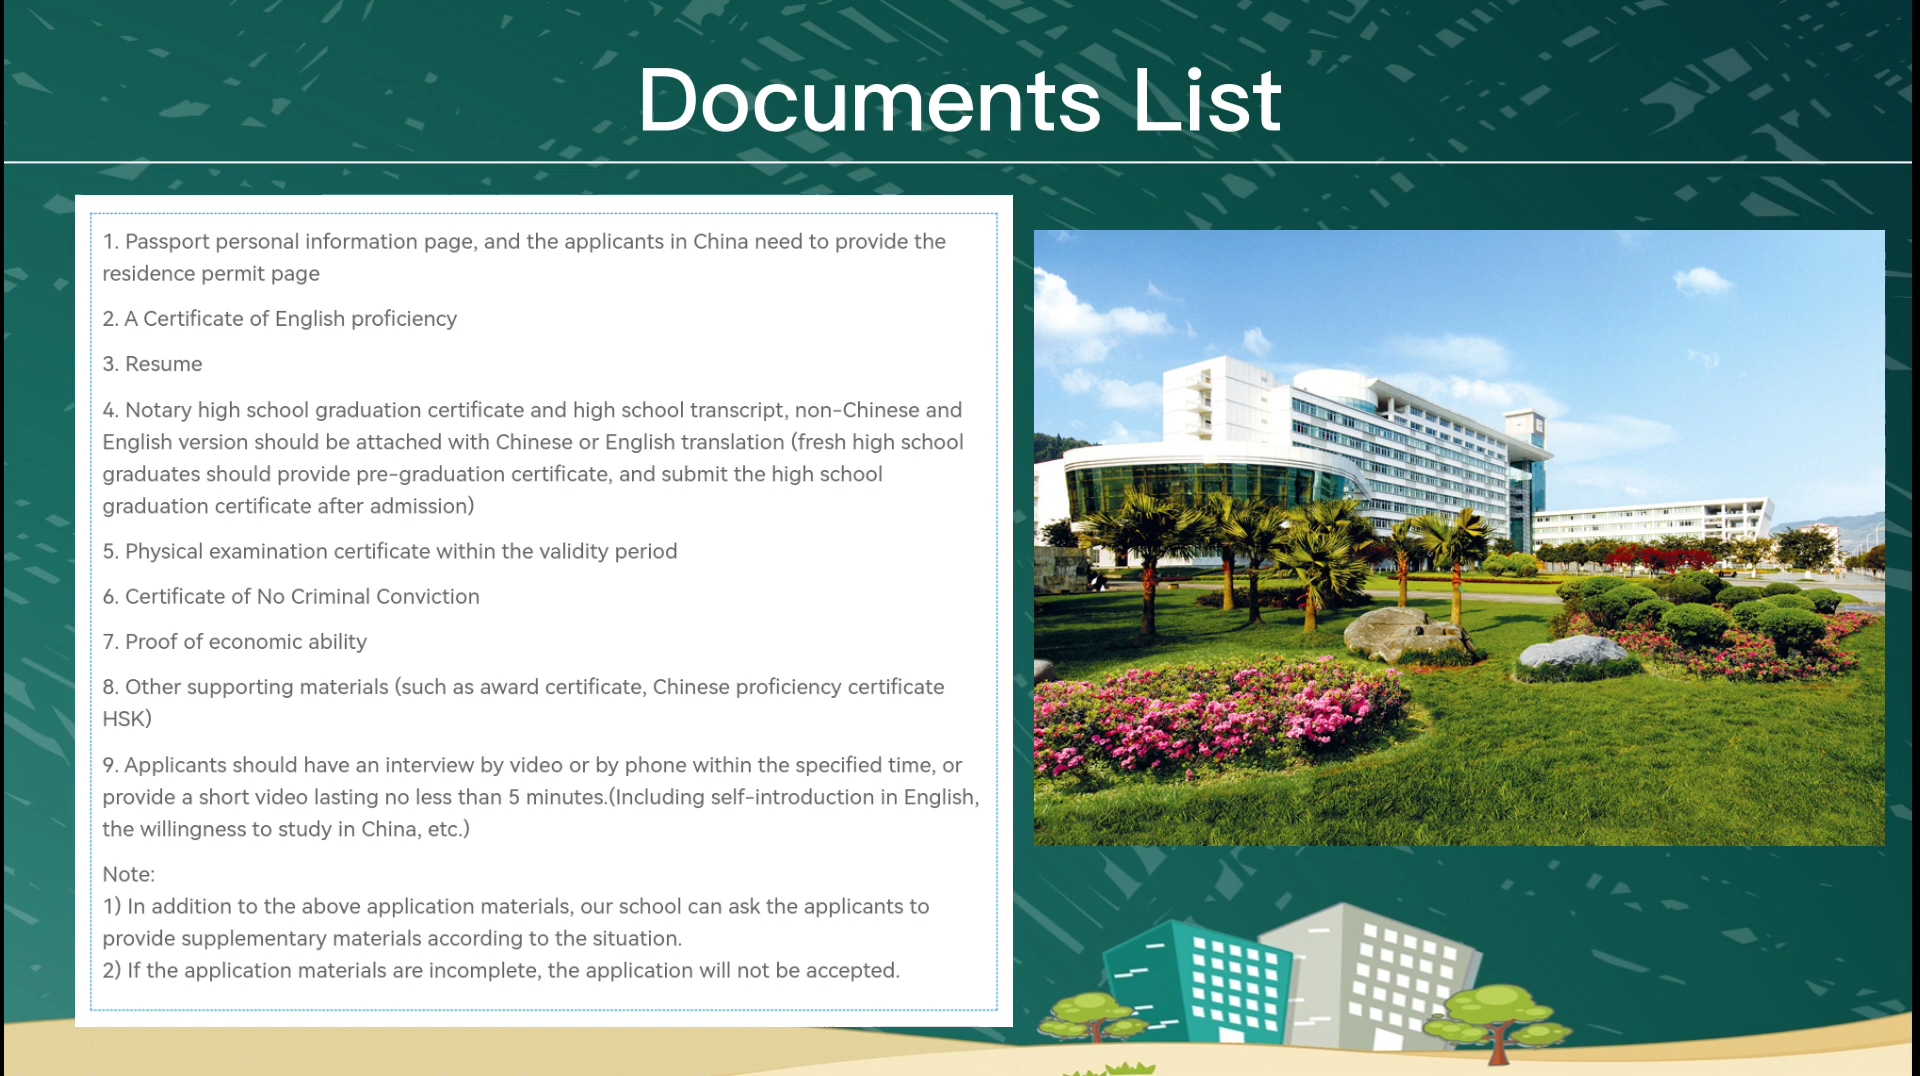 Documents List
1. Passport personal information page, and the applicants in China need to provide the
residence permit page
2. A Certificate of English proficiency
3. Resume
4. Notary high school graduation certificate and high school transcript, non-Chinese and
English version should be attached with Chinese or English translation (fresh high school
graduates should provide pre-graduation certificate, and submit the high school
graduation certificate after admission)
5. Physical examination certificate within the validity period
6. Certificate of No Criminal Conviction
7. Proof of economic ability
8. Other supporting materials (such as award certificate, Chinese proficiency certificate
HSK)
9. Applicants should have an interview by video or by phone within the specified time, or
provide a short video lasting no less than 5 minutes.(Including self-introduction in English,
the willingness to study in China, etc.)
Note:
1) In addition to the above application materials, our school can ask the applicants to
provide supplementary materials according to the situation.
2) If the application materials are incomplete, the application will not be accepted.